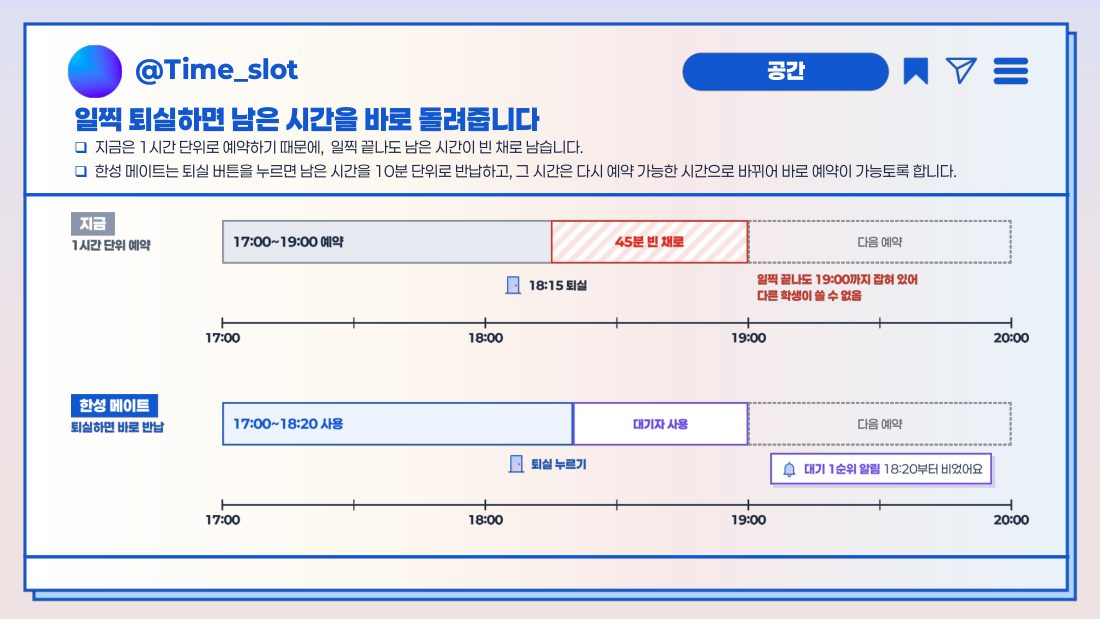 @Time_slot
공간
일찍 퇴실하면 남은 시간을 바로 돌려줍니다
❑ 지금은 1시간 단위로 예약하기 때문에, 일찍 끝나도 남은 시간이 빈 채로 남습니다.
❑ 한성 메이트는 퇴실 버튼을 누르면 남은 시간을 10분 단위로 반납하고, 그 시간은 다시 예약 가능한 시간으로 바뀌어 바로 예약이 가능토록 합니다.
지금
1시간 단위 예약
17:00~19:00 예약
45분 빈 채로
다음 예약
18:15 퇴실
일찍 끝나도 19:00까지 잡혀 있어
다른 학생이 쓸 수 없음
17:00 18:00 19:00 20:00
한성 메이트
퇴실하면 바로 반납
17:00~18:20 사용
대기자 사용
다음 예약
퇴실 누르기
대기 1순위 알림 18:20부터 비었어요
17:00 18:00 19:00 20:00